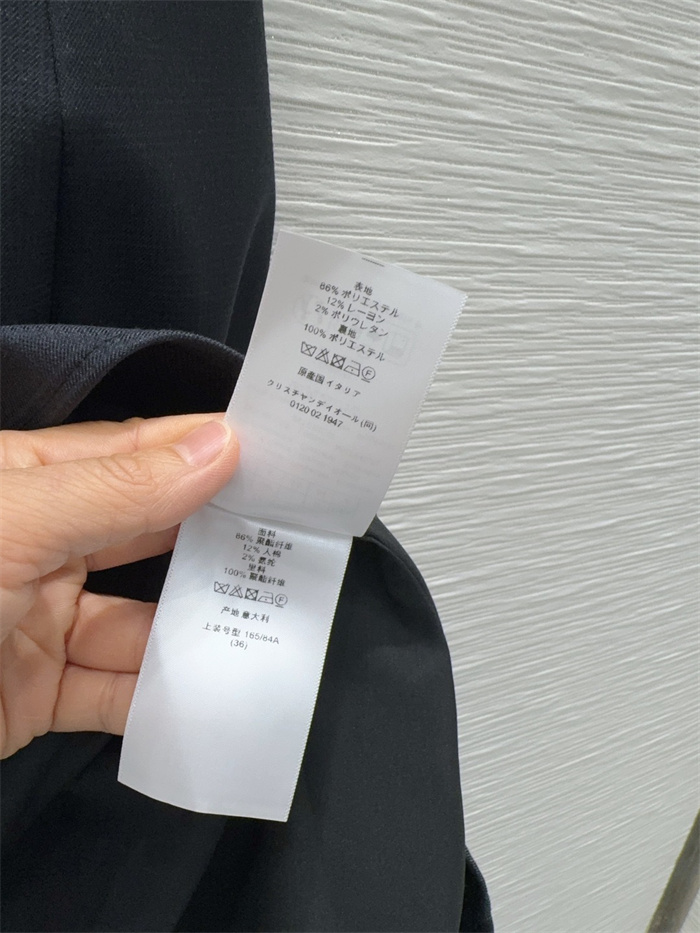 表地
86% ポリエステル
12% レーヨン
2% ポリウレタン
裏地
100% ポリエステル
原産国イタリア
クリスチャンディオール(同)
0120 02 1947
面料
86% 聚酯纤维
12% 人棉
2% 氨纶
里料
100% 聚酯纤维
产地 意大利
上装号型 165/84A
(36)